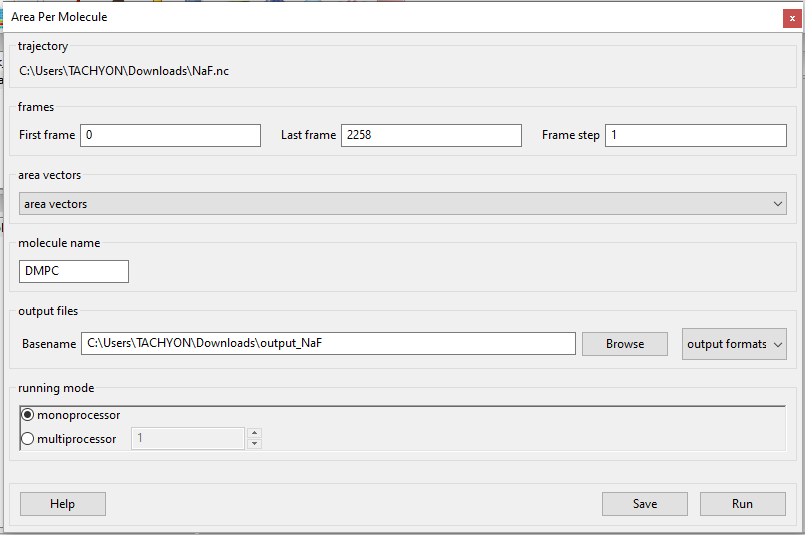 Area Per Molecule
x
trajectory
C:\Users\TACHYON\Downloads\NaF.nc
frames
First frame 0 Last frame 2258 Frame step 1
area vectors
area vectors
molecule name
DMPC
output files
Basename C:\Users\TACHYON\Downloads\output_NaF Browse output formats
running mode
monoprocessor
multiprocessor 1
Help Save Run